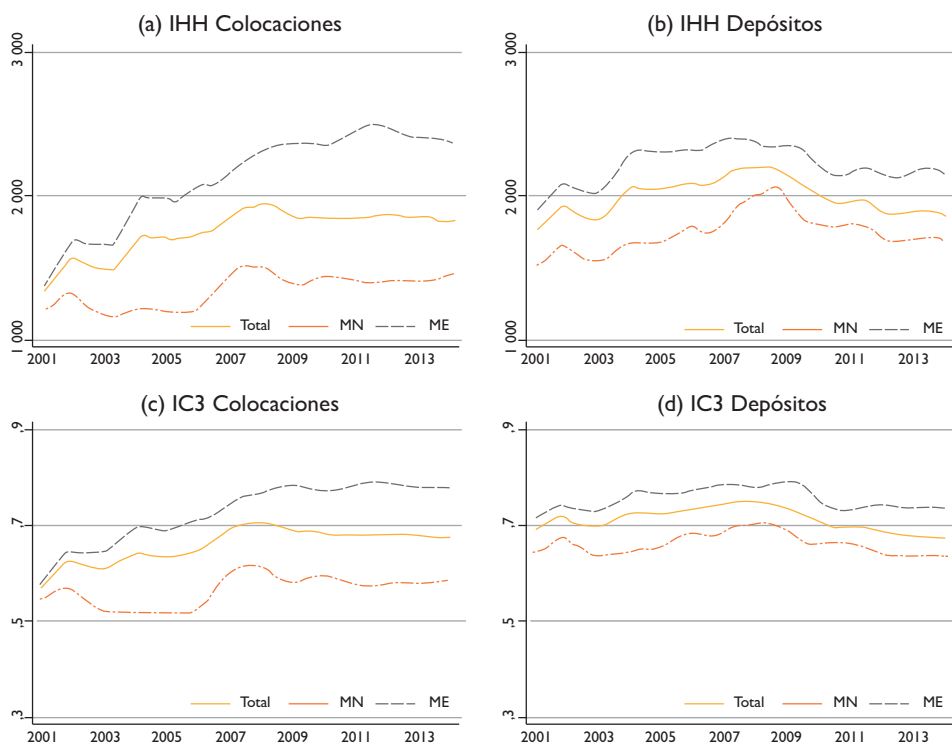 (a) IHH Colocaciones
3 000
2 000
1 000
Total MN ME
2001 2003 2005 2007 2009 2011 2013
(b) IHH Depósitos
3 000
2 000
1 000
Total MN ME
2001 2003 2005 2007 2009 2011 2013
(c) IC3 Colocaciones
,9
,7
,5
,3
Total MN ME
2001 2003 2005 2007 2009 2011 2013
(d) IC3 Depósitos
,9
,7
,5
,3
Total MN ME
2001 2003 2005 2007 2009 2011 2013